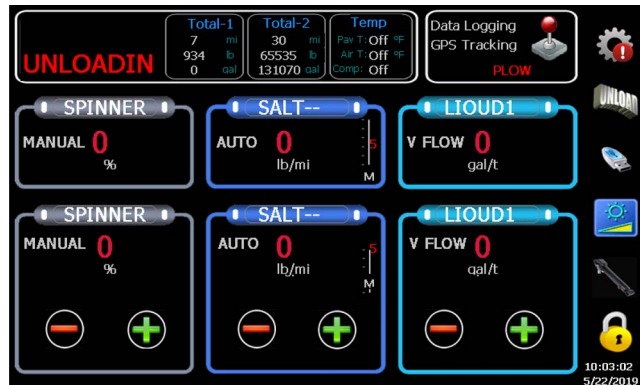 UNLOADIN
Total-1
7 mi
934 lb
0 gal
Total-2
30 mi
65535 lb
131070 gal
Temp
Pav T: Off °F
Air T: Off °F
Comp: Off
Data Logging
GPS Tracking
PLOW
UNLOAD
SPINNER
MANUAL 0
%
SALT--
AUTO 0
lb/mi
5
M
LIQUD1
V FLOW 0
gal/t
SPINNER
MANUAL 0
%
SALT--
AUTO 0
lb/mi
5
M
LIQUD1
V FLOW 0
gal/t
10:03:02
5/22/2019